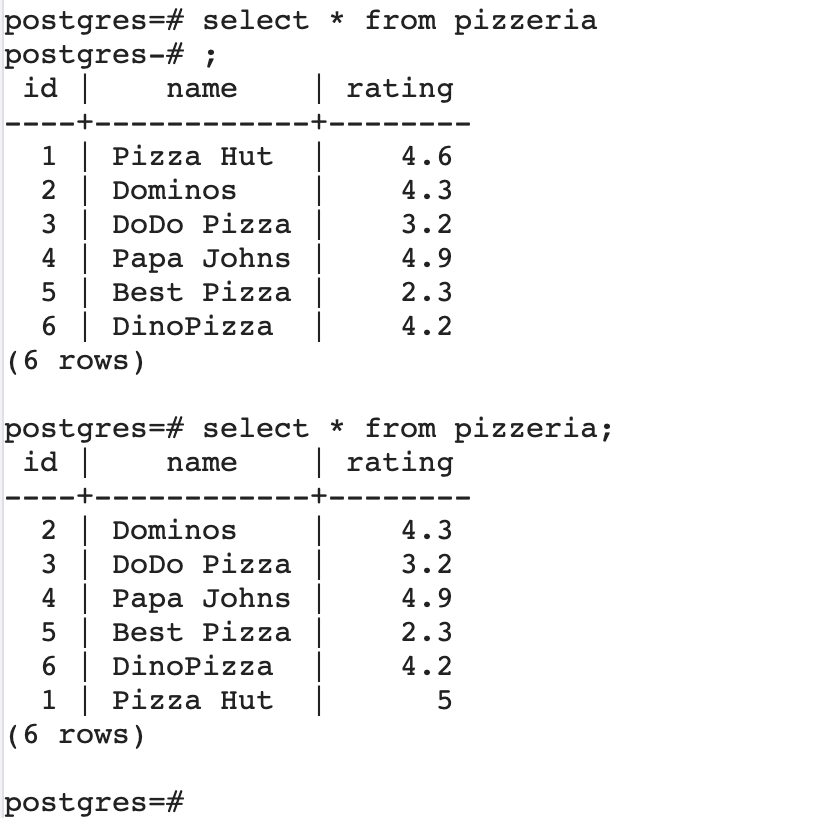 postgres=# select * from pizzeria
postgres-# ;
 id |    name    | rating
----+------------+--------
  1 | Pizza Hut  |    4.6
  2 | Dominos    |    4.3
  3 | DoDo Pizza |    3.2
  4 | Papa Johns |    4.9
  5 | Best Pizza |    2.3
  6 | DinoPizza  |    4.2
(6 rows)

postgres=# select * from pizzeria;
 id |    name    | rating
----+------------+--------
  2 | Dominos    |    4.3
  3 | DoDo Pizza |    3.2
  4 | Papa Johns |    4.9
  5 | Best Pizza |    2.3
  6 | DinoPizza  |    4.2
  1 | Pizza Hut  |      5
(6 rows)

postgres=#